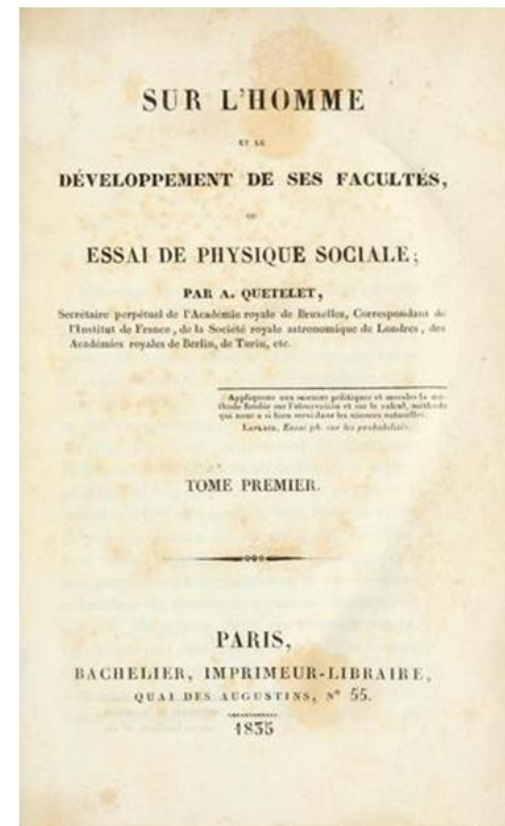 SUR L'HOMME
ET LE
DÉVELOPPEMENT DE SES FACULTÉS,
OU
ESSAI DE PHYSIQUE SOCIALE;
PAR A. QUETELET,
Secrétaire perpétuel de l'Académie royale de Bruxelles, Correspondant de
l'Institut de France, de la Société royale astronomique de Londres, des
Académies royales de Berlin, de Turin, etc.
Appliquons aux sciences politiques et morales la mé-
thode fondée sur l'observation et sur le calcul, méthode
qui nous a si bien servi dans les sciences naturelles.
LAPLACE, Essai ph. sur les probabilités.
TOME PREMIER.
PARIS,
BACHELIER, IMPRIMEUR-LIBRAIRE,
QUAI DES AUGUSTINS, N° 55.
1835